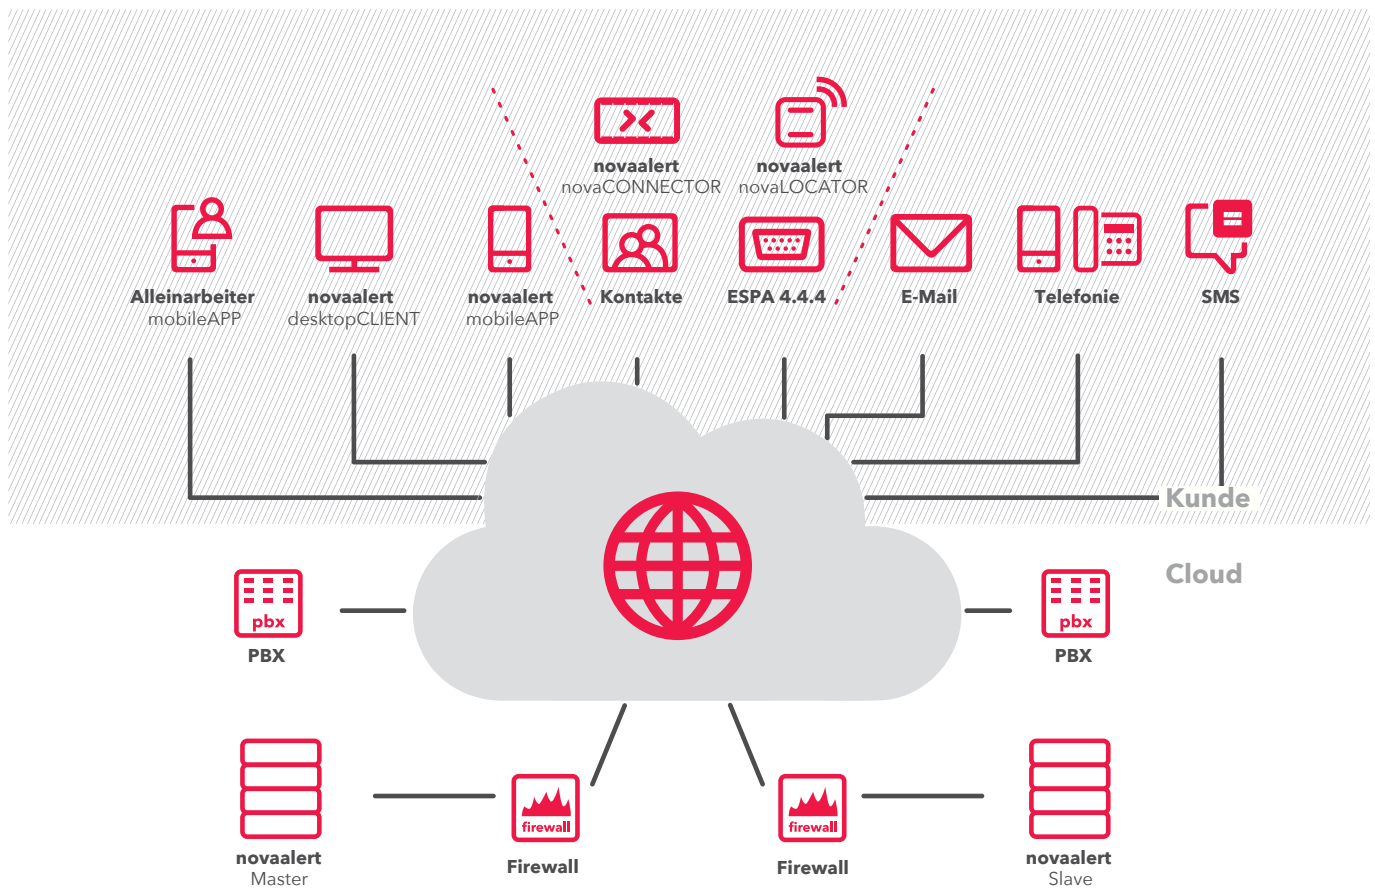 novaalert
novaCONNECTOR
novaalert
novaLOCATOR
Alleinarbeiter
mobileAPP
novaalert
desktopCLIENT
novaalert
mobileAPP
Kontakte
ESPA 4.4.4
E-Mail
Telefonie
SMS
Kunde
Cloud
pbx
PBX
pbx
PBX
novaalert
Master
firewall
Firewall
firewall
Firewall
novaalert
Slave